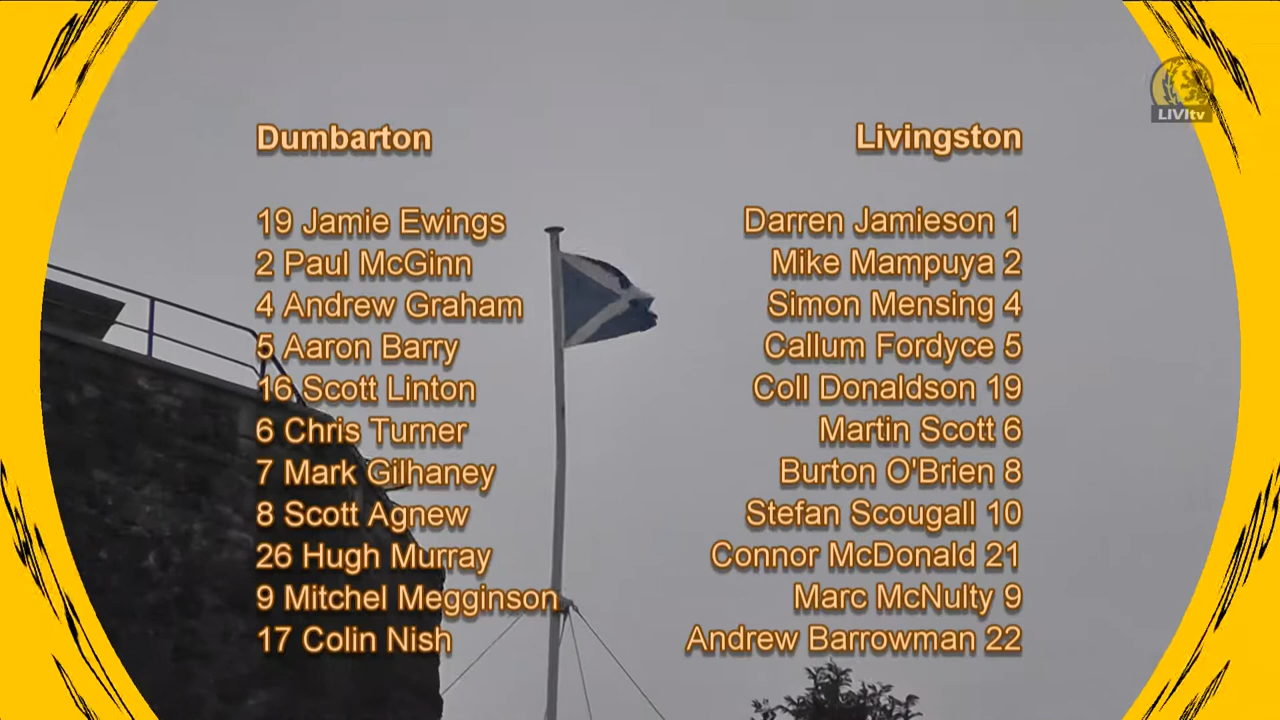 LIVItv
Dumbarton
Livingston
19 Jamie Ewings
2 Paul McGinn
4 Andrew Graham
5 Aaron Barry
16 Scott Linton
6 Chris Turner
7 Mark Gilhaney
8 Scott Agnew
26 Hugh Murray
9 Mitchel Megginson
17 Colin Nish
Darren Jamieson 1
Mike Mampuya 2
Simon Mensing 4
Callum Fordyce 5
Coll Donaldson 19
Martin Scott 6
Burton O'Brien 8
Stefan Scougall 10
Connor McDonald 21
Marc McNulty 9
Andrew Barrowman 22